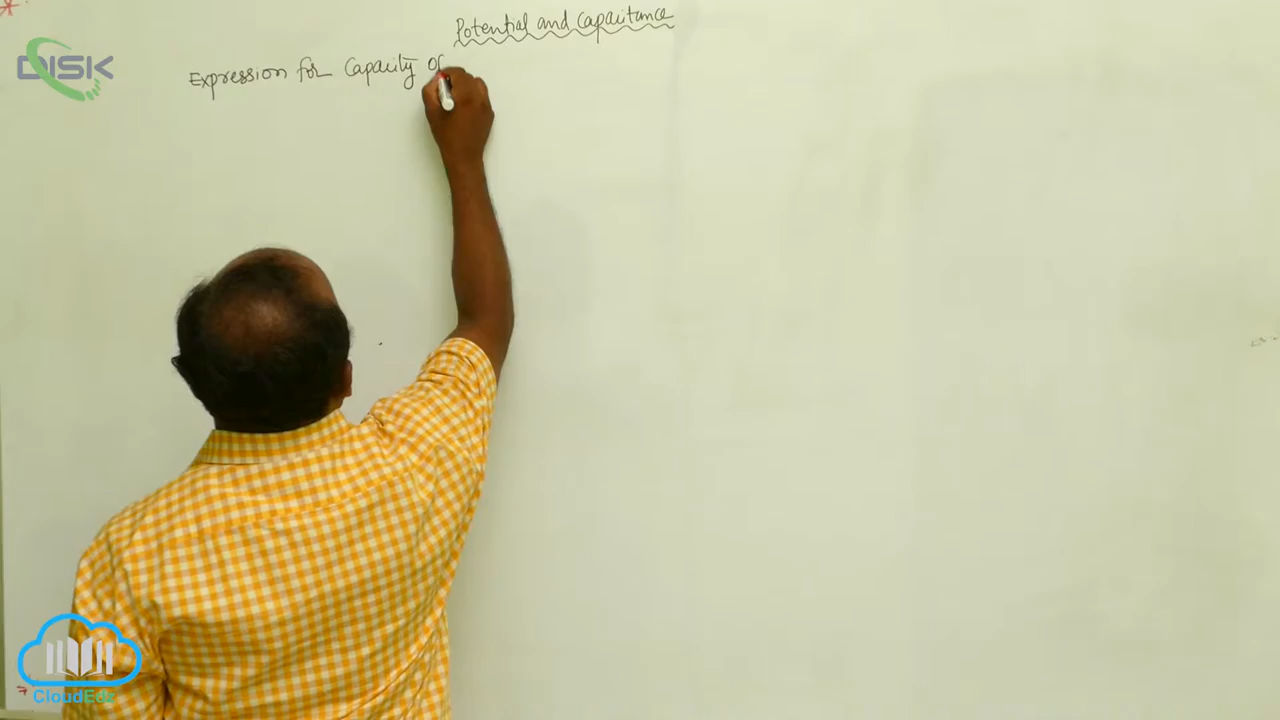 Potential and Capacitance
DISK
Expression for Capacity of
CloudEdz